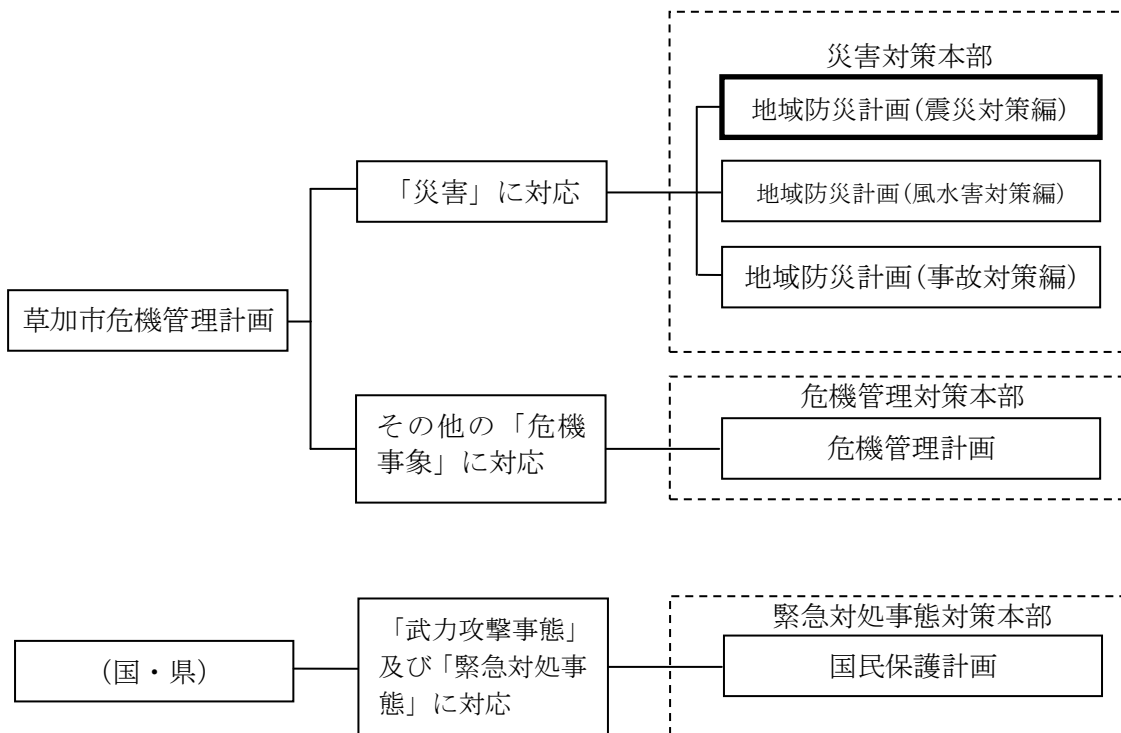 災害対策本部
地域防災計画(震災対策編)
「災害」に対応
地域防災計画(風水害対策編)
地域防災計画(事故対策編)
草加市危機管理計画
危機管理対策本部
その他の「危機
事象」に対応
危機管理計画
緊急対処事態対策本部
「武力攻撃事態」
及び「緊急対処事
態」に対応
(国・県)
国民保護計画